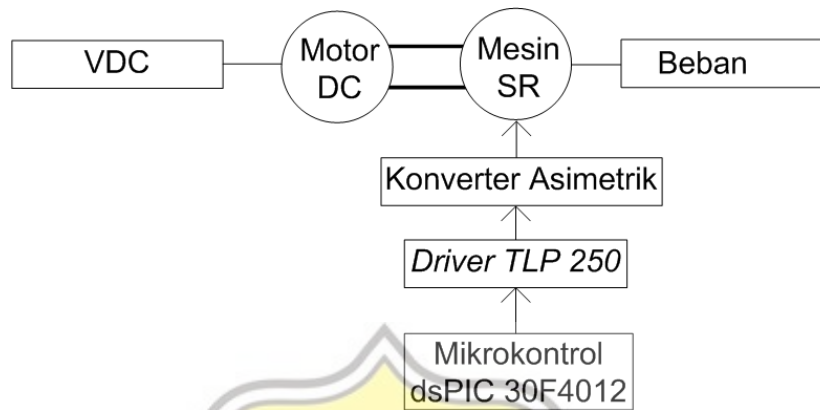 VDC
Motor
DC
Mesin
SR
Beban
Konverter Asimetrik
Driver TLP 250
Mikrokontrol
dsPIC 30F4012